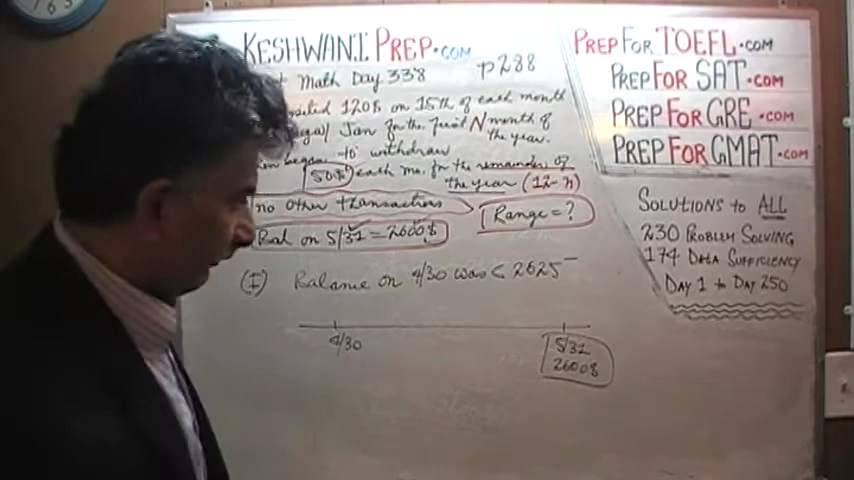 KESHWANI PREP.COM
Math Day 338 p288
120$ on 15th of each month
Jan for the first N month of
the year.
began to withdraw
50$ each mo. for the remainder of
the year (12-n)
no other transactions
Range = ?
Bal on 5/31 = 2600$
(I) Balance on 4/30 was < 2625
4/30
5/31
2600$
PREP FOR TOEFL.COM
PREP FOR SAT.COM
PREP FOR GRE.COM
PREP FOR GMAT.COM
SOLUTIONS TO ALL
230 PROBLEM SOLVING
174 DATA SUFFICIENCY
DAY 1 TO DAY 250